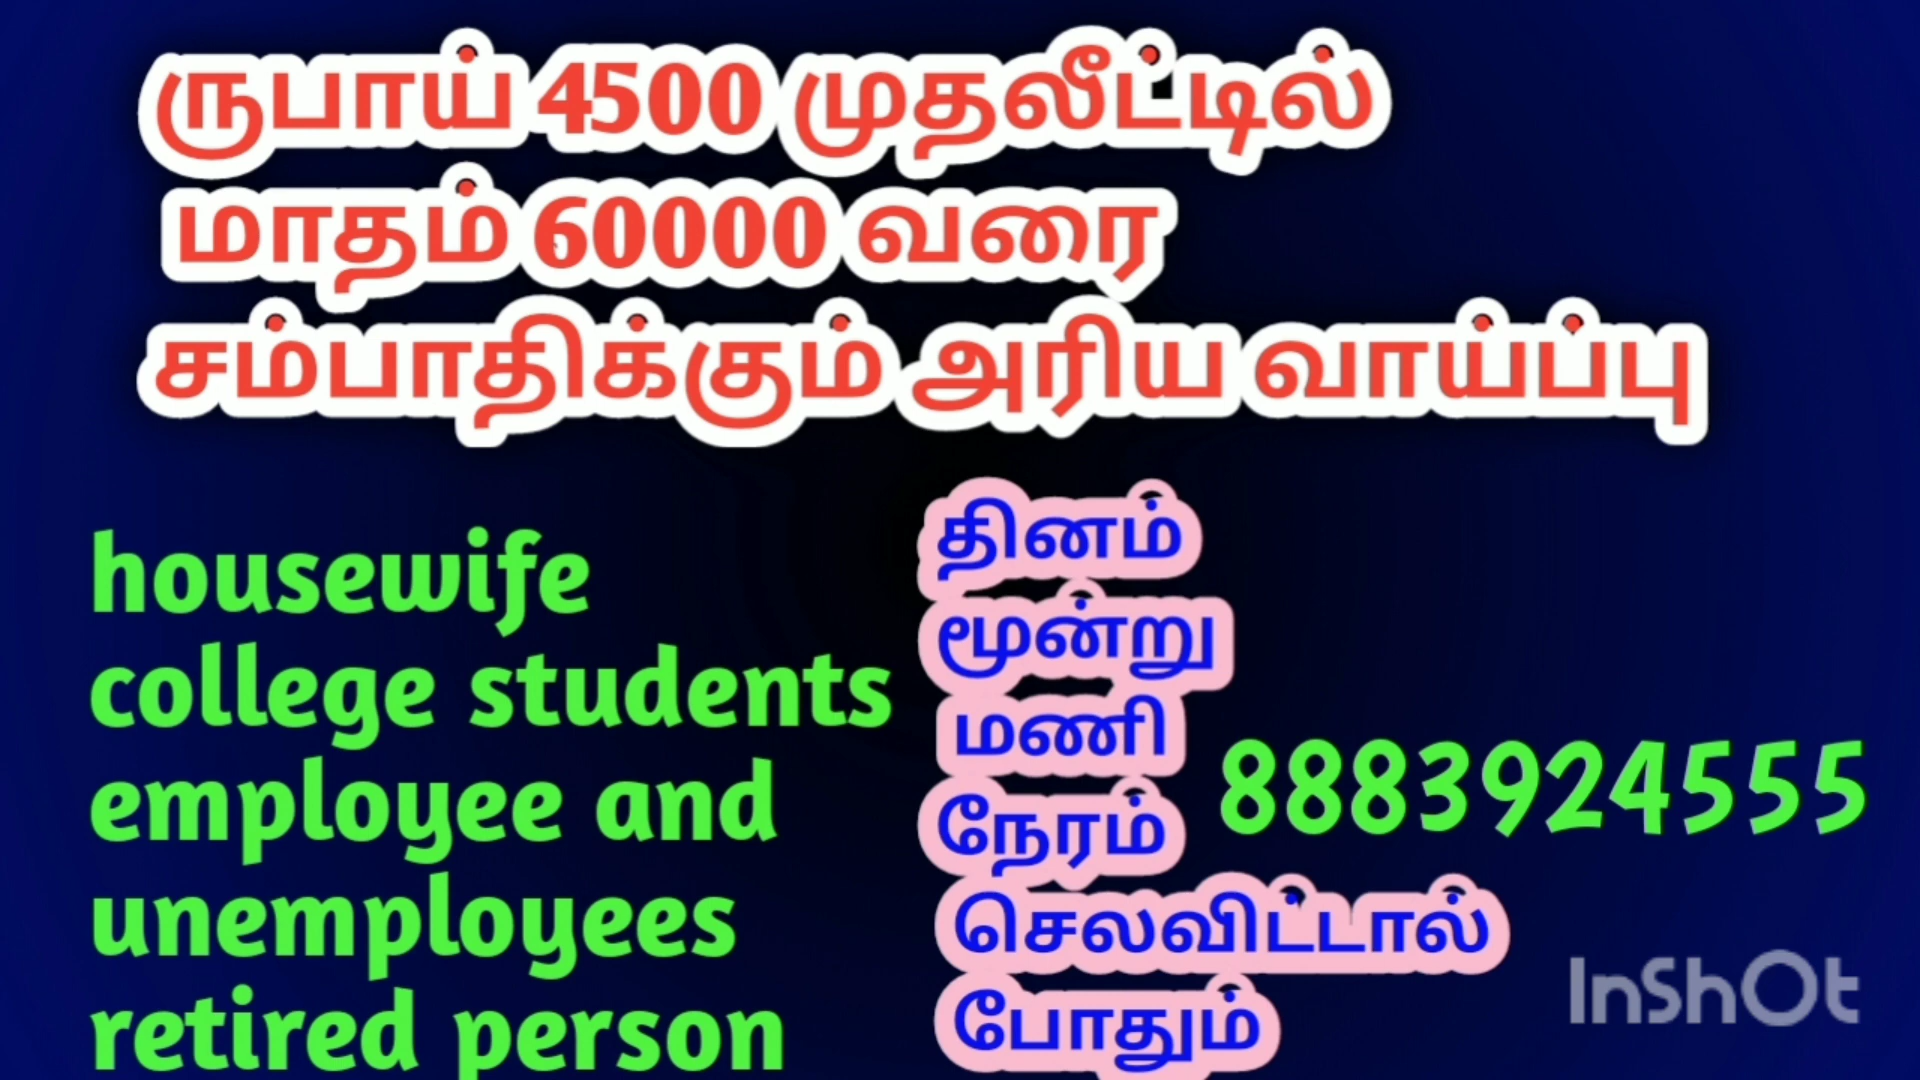 ருபாய் 4500 முதலீட்டில்
மாதம் 60000 வரை
சம்பாதிக்கும் அரிய வாய்ப்பு
housewife
college students
employee and
unemployees
retired person
தினம்
மூன்று
மணி
நேரம்
செலவிட்டால்
போதும்
8883924555
InShOt